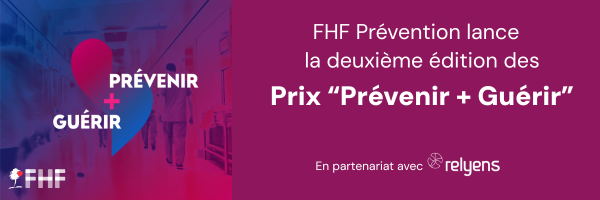 PRÉVENIR
+
GUÉRIR
FHF
FHF Prévention lance
la deuxième édition des
Prix “Prévenir + Guérir”
En partenariat avec relyens